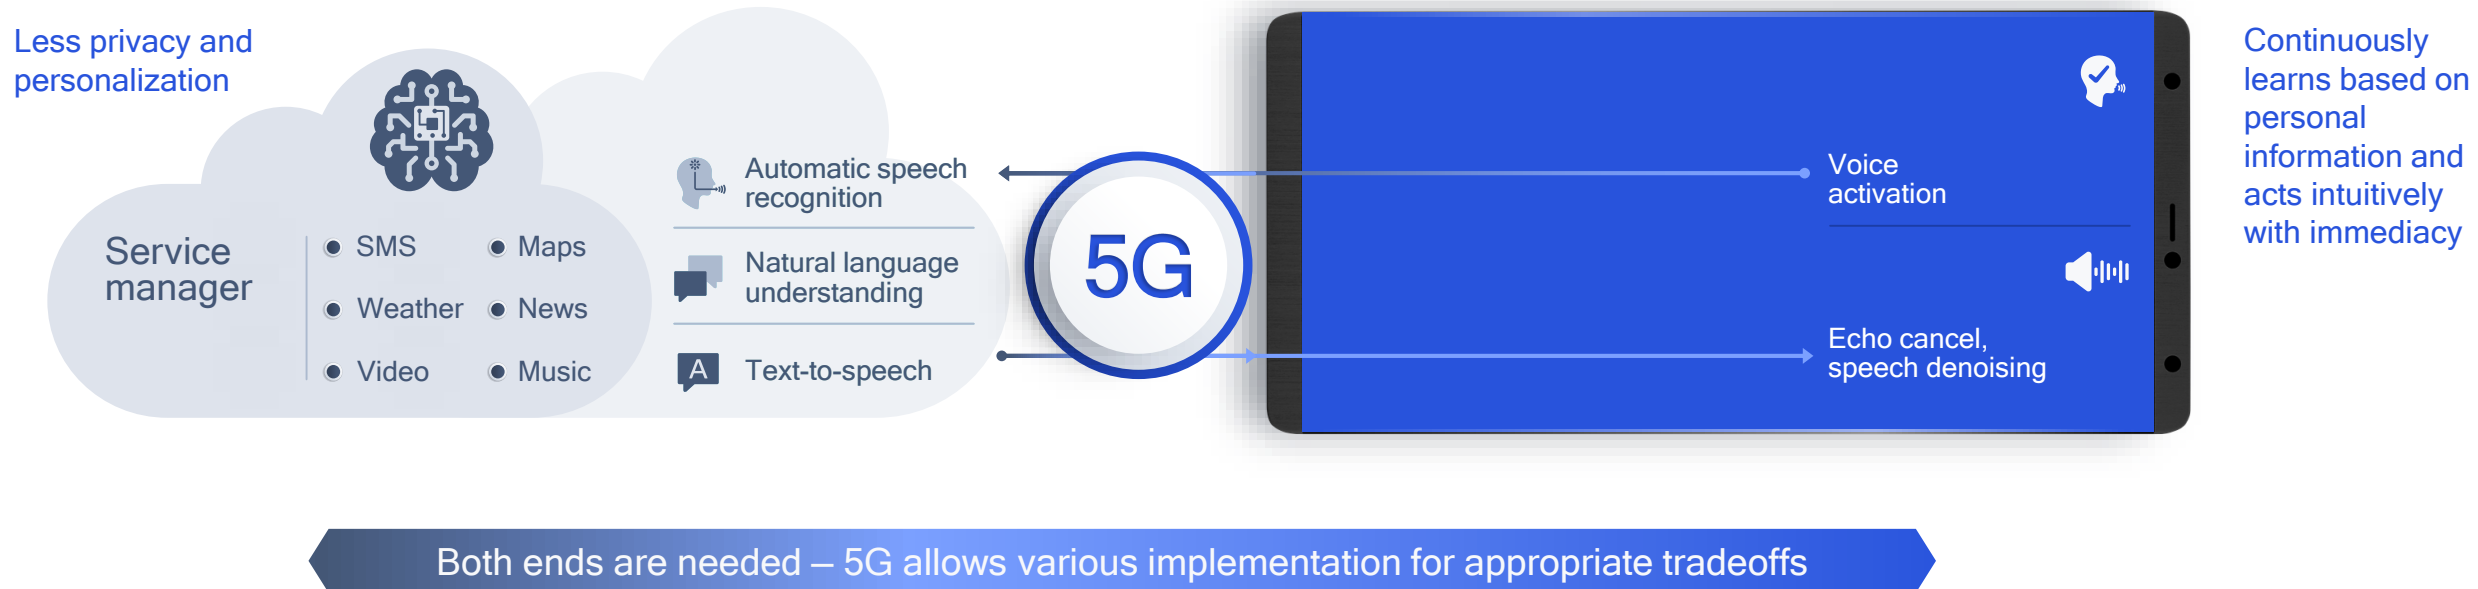 Less privacy and
personalization
Service
manager
SMS
Maps
Weather
News
Video
Music
Automatic speech
recognition
Natural language
understanding
A
Text-to-speech
5G
Voice
activation
Echo cancel,
speech denoising
Continuously
learns based on
personal
information and
acts intuitively
with immediacy
Both ends are needed – 5G allows various implementation for appropriate tradeoffs